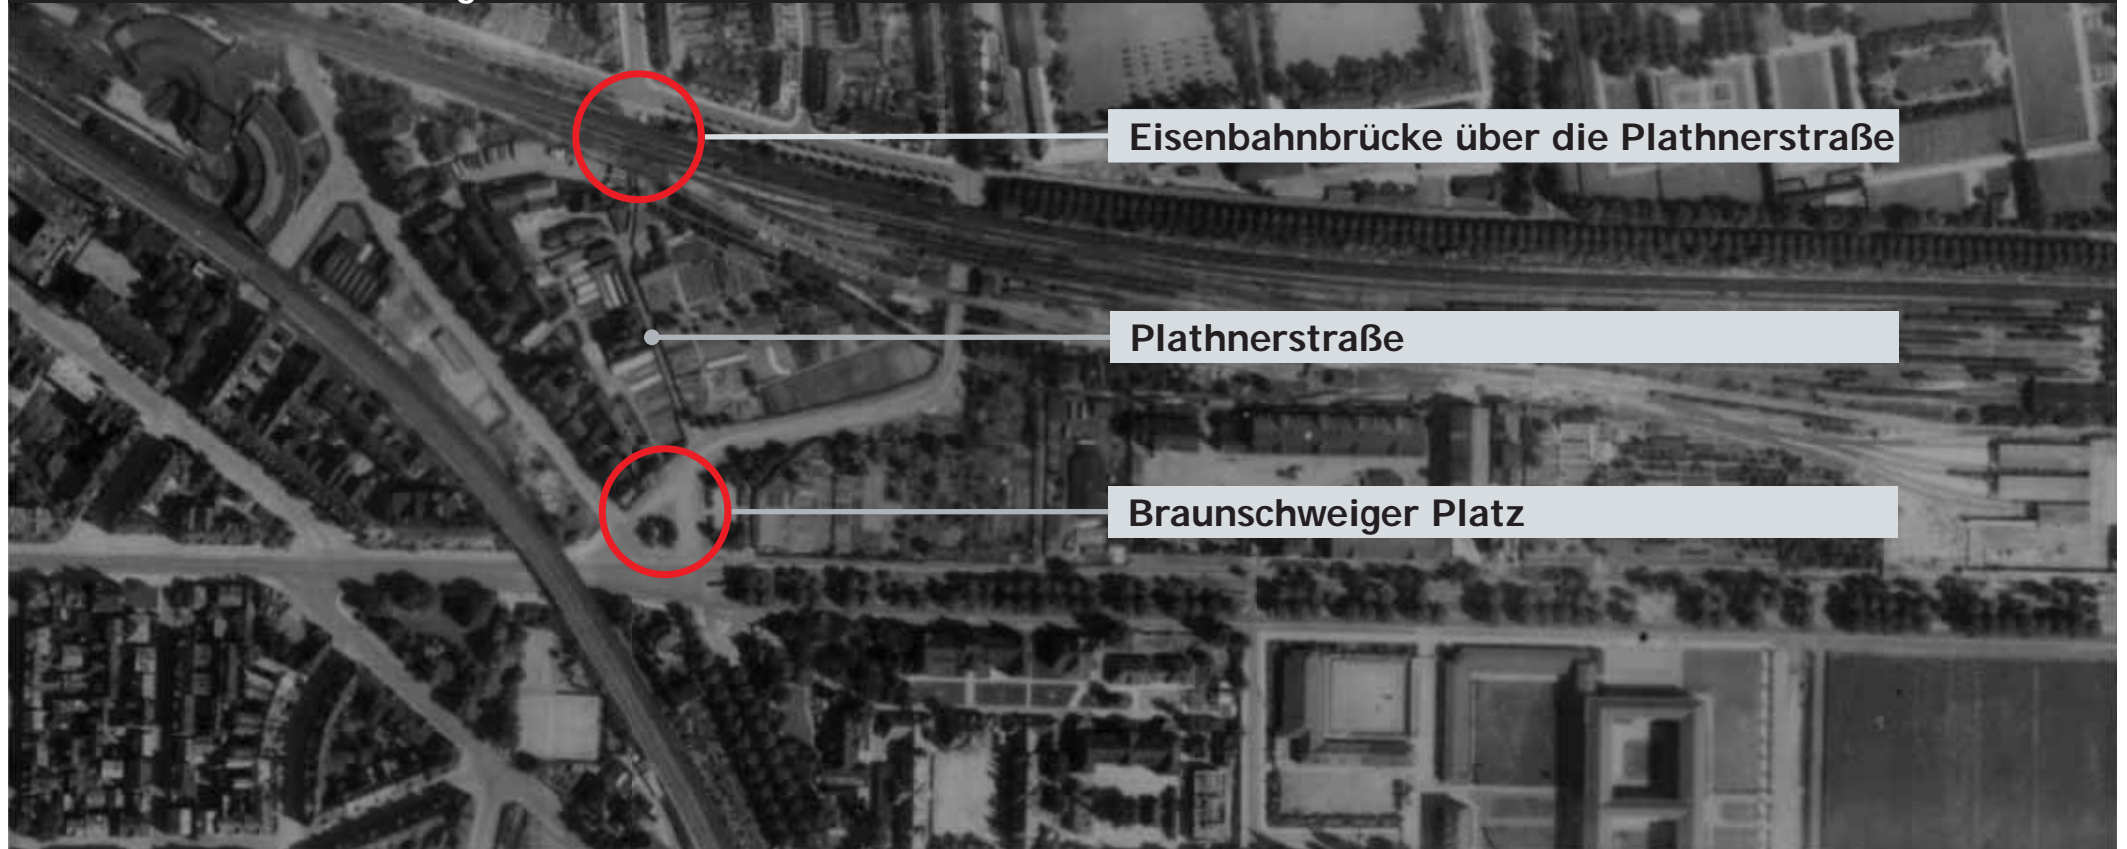 Eisenbahnbrücke über die Plathnerstraße
Plathnerstraße
Braunschweiger Platz